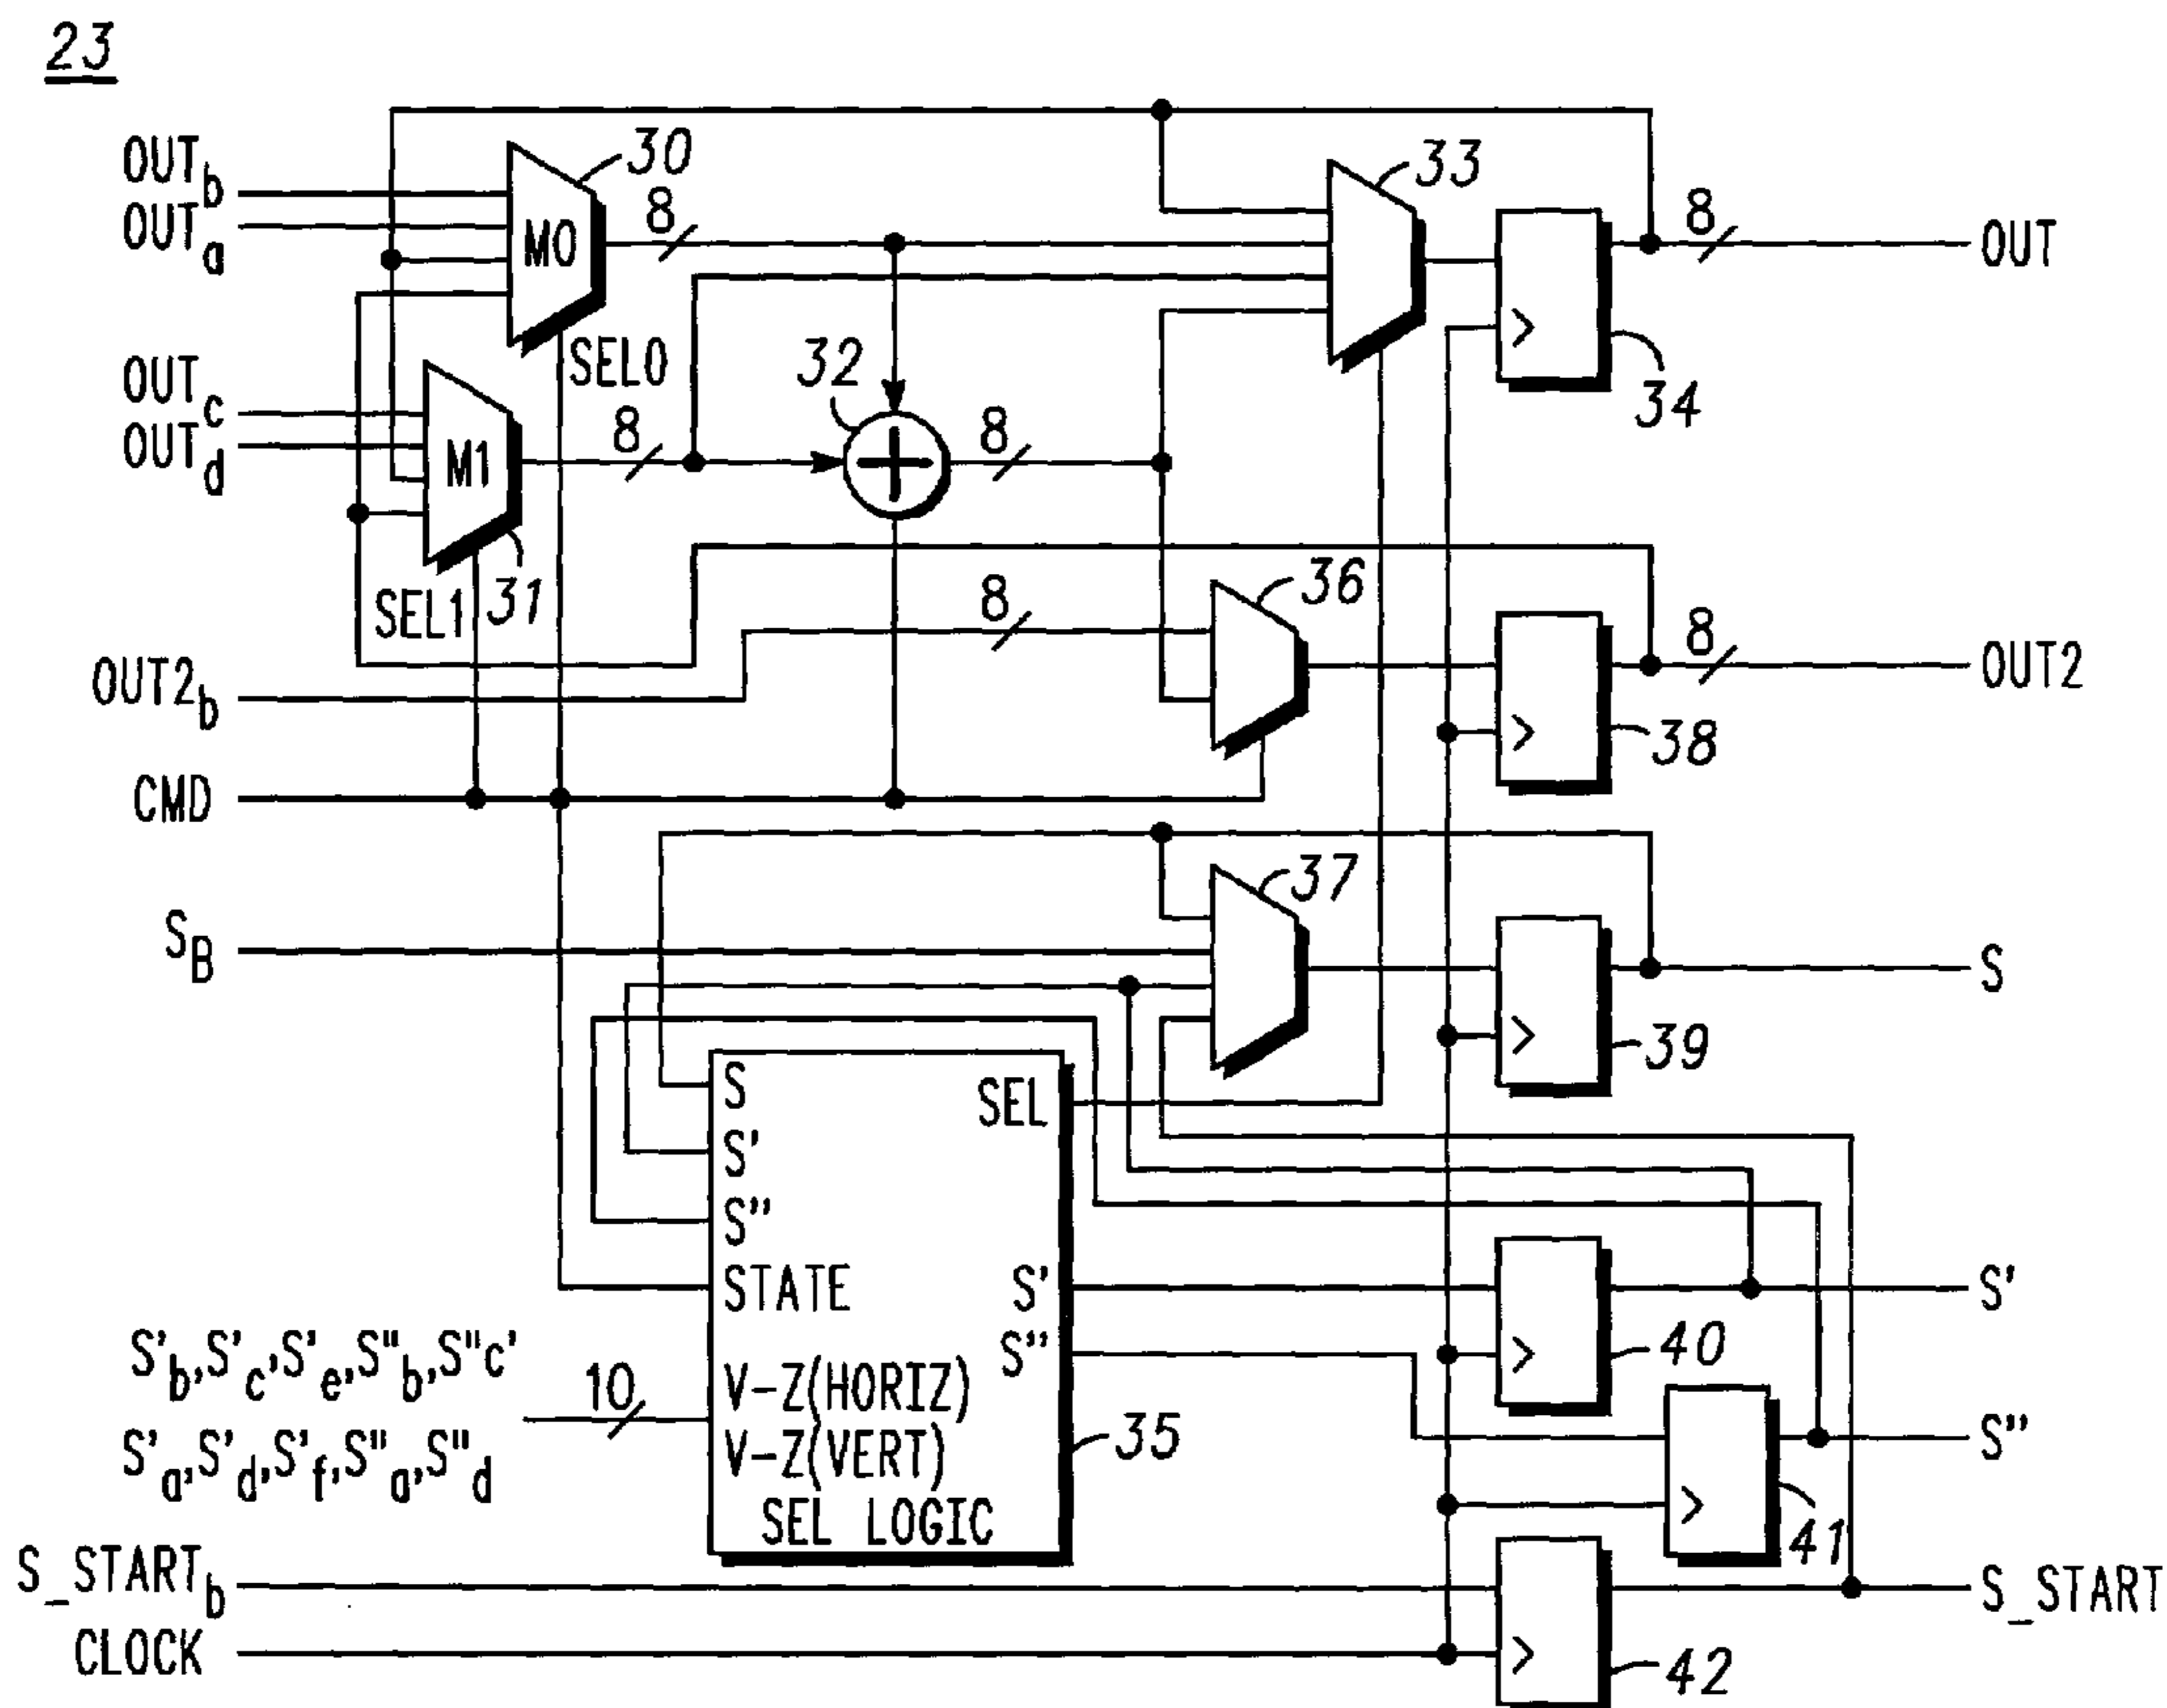 23
OUTb
OUTa
M0
30
8
33
8
OUT
SEL0
34
OUTc
OUTd
M1
8
32
8
31
SEL1
8
36
OUT2b
8
OUT2
38
CMD
37
SB
S
39
S
SEL
S'
S"
STATE
S'
S'
S"
40
V-Z(HORIZ)
V-Z(VERT)
SEL LOGIC
35
S'b,S'c,S'e,S"b,S"c'
10
S'a,S'd,S'f,S"a,S"d
S"
41
S_STARTb
S_START
CLOCK
42